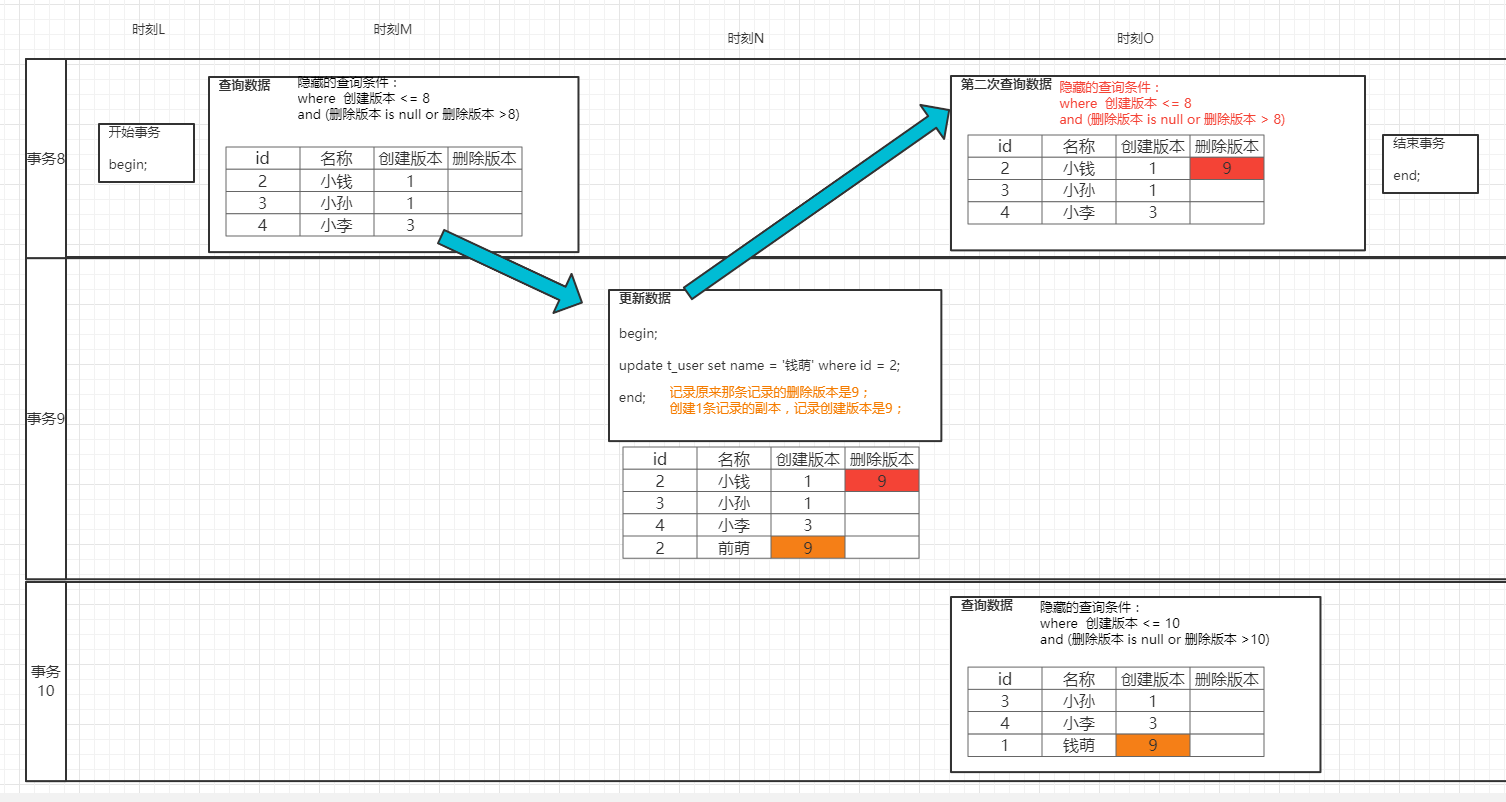 时刻L 时刻M 时刻N 时刻O
事务8
开始事务
begin;
查询数据
隐藏的查询条件：
where 创建版本 <= 8
and (删除版本 is null or 删除版本 >8)
id 名称 创建版本 删除版本
2 小钱 1
3 小孙 1
4 小李 3
第二次查询数据
隐藏的查询条件：
where 创建版本 <= 8
and (删除版本 is null or 删除版本 > 8)
id 名称 创建版本 删除版本
2 小钱 1 9
3 小孙 1
4 小李 3
结束事务
end;
事务9
更新数据
begin;
update t_user set name = '钱萌' where id = 2;
end;
记录原来那条记录的删除版本是9；
创建1条记录的副本，记录创建版本是9；
id 名称 创建版本 删除版本
2 小钱 1 9
3 小孙 1
4 小李 3
2 前萌 9
事务
10
查询数据
隐藏的查询条件：
where 创建版本 <= 10
and (删除版本 is null or 删除版本 >10)
id 名称 创建版本 删除版本
3 小孙 1
4 小李 3
1 钱萌 9